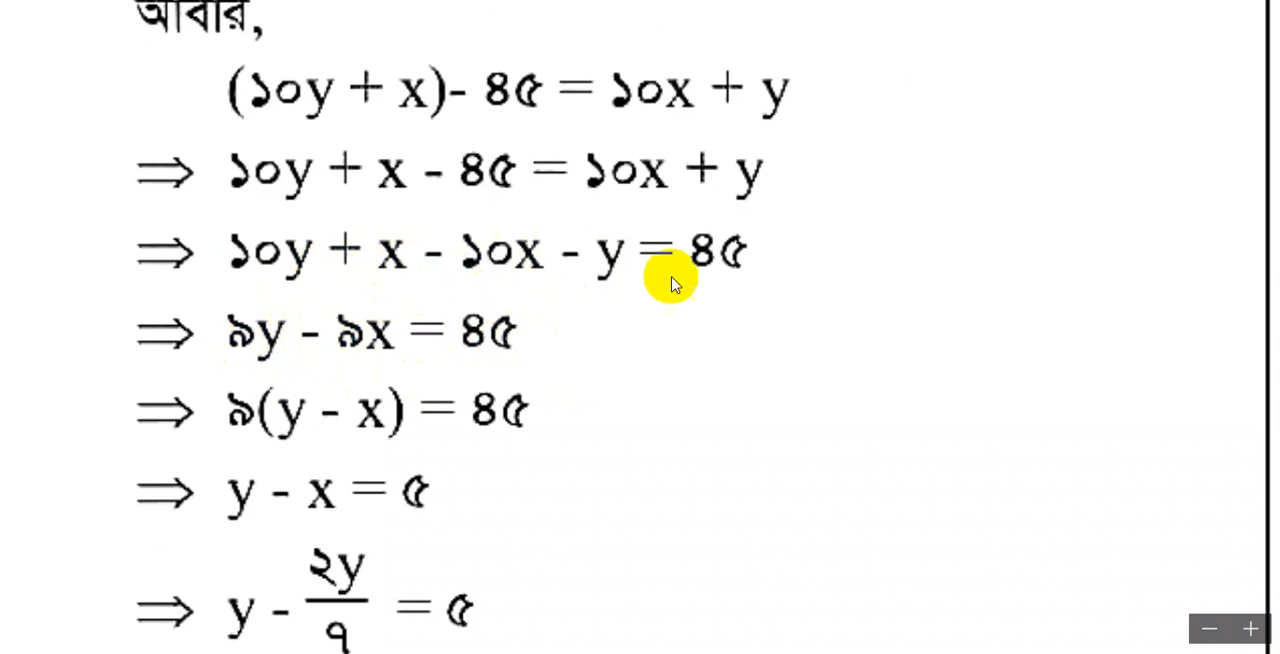 আবার,
(১০y + x)- ৪৫ = ১০x + y
⇒ ১০y + x - ৪৫ = ১০x + y
⇒ ১০y + x - ১০x - y = ৪৫
⇒ ৯y - ৯x = ৪৫
⇒ ৯(y - x) = ৪৫
⇒ y - x = ৫
⇒ y - ২y/৭ = ৫